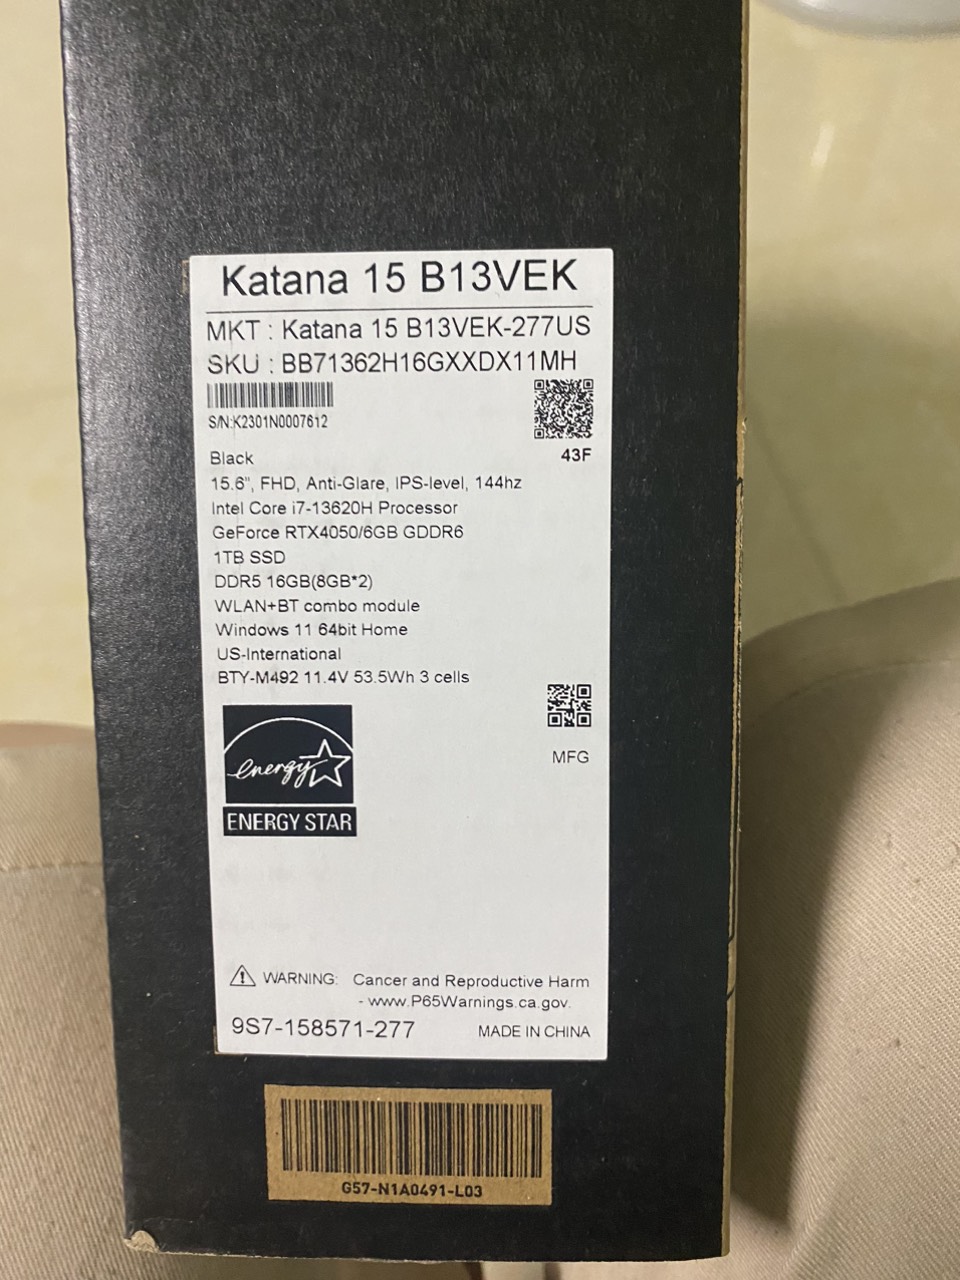 Katana 15 B13VEK
MKT : Katana 15 B13VEK-277US
SKU : BB71362H16GXXDX11MH
S/N:K2301N0007612
43F
Black
15.6", FHD, Anti-Glare, IPS-level, 144hz
Intel Core i7-13620H Processor
GeForce RTX4050/6GB GDDR6
1TB SSD
DDR5 16GB(8GB*2)
WLAN+BT combo module
Windows 11 64bit Home
US-International
BTY-M492 11.4V 53.5Wh 3 cells
MFG
energy
ENERGY STAR
WARNING: Cancer and Reproductive Harm
- www.P65Warnings.ca.gov.
9S7-158571-277 MADE IN CHINA
G57-N1A0491-L03